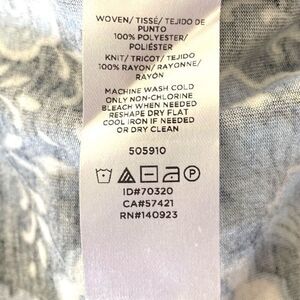 WOVEN/ TISSÉ/ TEJIDO DE
PUNTO
100% POLYESTER/
POLIÉSTER
KNIT/ TRICOT/ TEJIDO
100% RAYON/ RAYONNE/
RAYÓN
MACHINE WASH COLD
ONLY NON-CHLORINE
BLEACH WHEN NEEDED
RESHAPE DRY FLAT
COOL IRON IF NEEDED
OR DRY CLEAN
505910
ID#70320
CA#57421
RN#140923